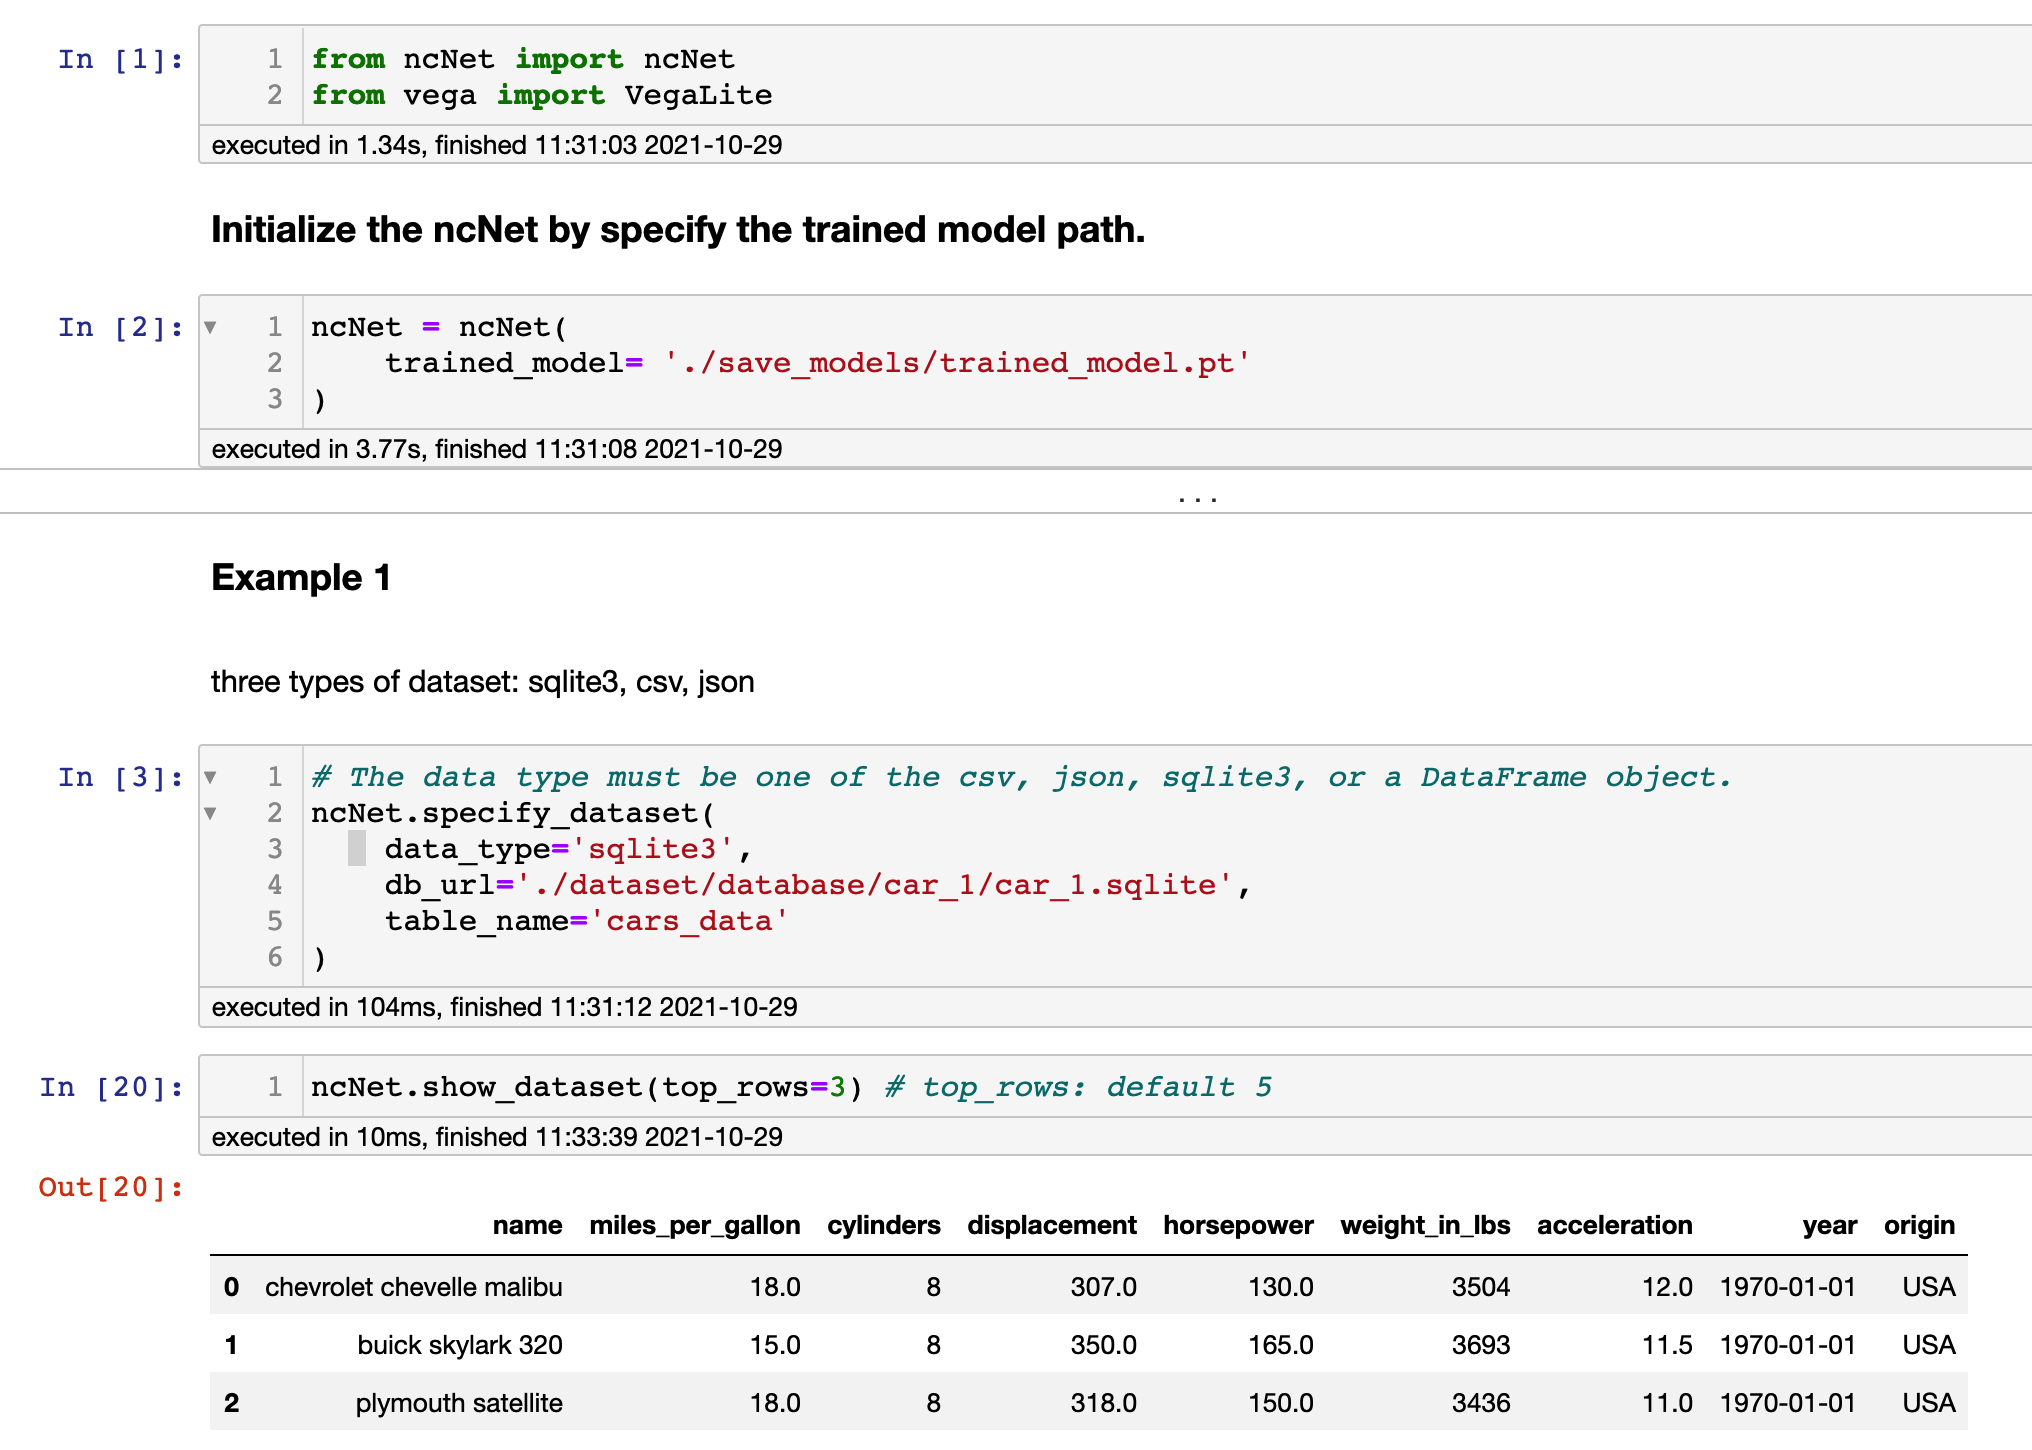 In [1]:
1 from ncNet import ncNet
2 from vega import VegaLite
executed in 1.34s, finished 11:31:03 2021-10-29
Initialize the ncNet by specify the trained model path.
In [2]:
1 ncNet = ncNet(
2     trained_model= './save_models/trained_model.pt'
3 )
executed in 3.77s, finished 11:31:08 2021-10-29
...
Example 1
three types of dataset: sqlite3, csv, json
In [3]:
1 # The data type must be one of the csv, json, sqlite3, or a DataFrame object.
2 ncNet.specify_dataset(
3     data_type='sqlite3',
4     db_url='./dataset/database/car_1/car_1.sqlite',
5     table_name='cars_data'
6 )
executed in 104ms, finished 11:31:12 2021-10-29
In [20]:
1 ncNet.show_dataset(top_rows=3) # top_rows: default 5
executed in 10ms, finished 11:33:39 2021-10-29
Out[20]:
name miles_per_gallon cylinders displacement horsepower weight_in_lbs acceleration year origin
0 chevrolet chevelle malibu 18.0 8 307.0 130.0 3504 12.0 1970-01-01 USA
1 buick skylark 320 15.0 8 350.0 165.0 3693 11.5 1970-01-01 USA
2 plymouth satellite 18.0 8 318.0 150.0 3436 11.0 1970-01-01 USA